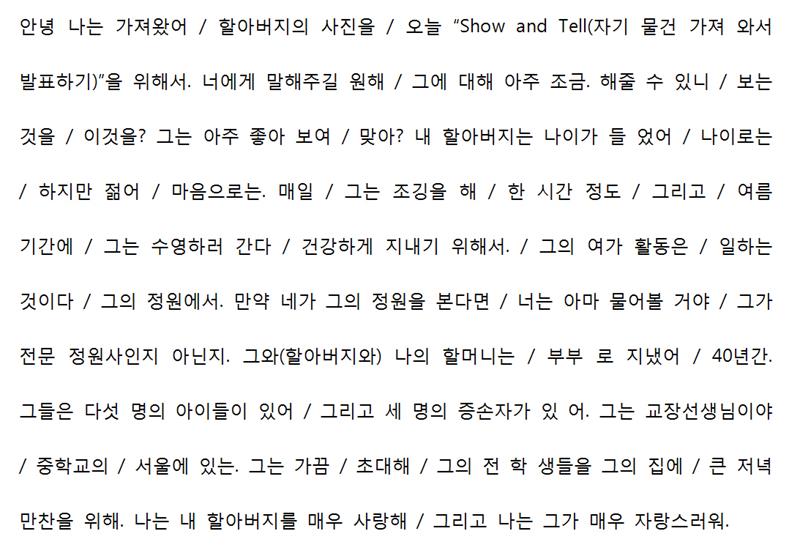 안녕 나는 가져왔어 / 할아버지의 사진을 / 오늘 “Show and Tell(자기 물건 가져 와서
발표하기)”을 위해서. 너에게 말해주길 원해 / 그에 대해 아주 조금. 해줄 수 있니 / 보는
것을 / 이것을? 그는 아주 좋아 보여 / 맞아? 내 할아버지는 나이가 들 었어 / 나이로는
/ 하지만 젊어 / 마음으로는. 매일 / 그는 조깅을 해 / 한 시간 정도 / 그리고 / 여름
기간에 / 그는 수영하러 간다 / 건강하게 지내기 위해서. / 그의 여가 활동은 / 일하는
것이다 / 그의 정원에서. 만약 네가 그의 정원을 본다면 / 너는 아마 물어볼 거야 / 그가
전문 정원사인지 아닌지. 그와(할아버지와) 나의 할머니는 / 부부 로 지냈어 / 40년간.
그들은 다섯 명의 아이들이 있어 / 그리고 세 명의 증손자가 있 어. 그는 교장선생님이야
/ 중학교의 / 서울에 있는. 그는 가끔 / 초대해 / 그의 전 학 생들을 그의 집에 / 큰 저녁
만찬을 위해. 나는 내 할아버지를 매우 사랑해 / 그리고 나는 그가 매우 자랑스러워.